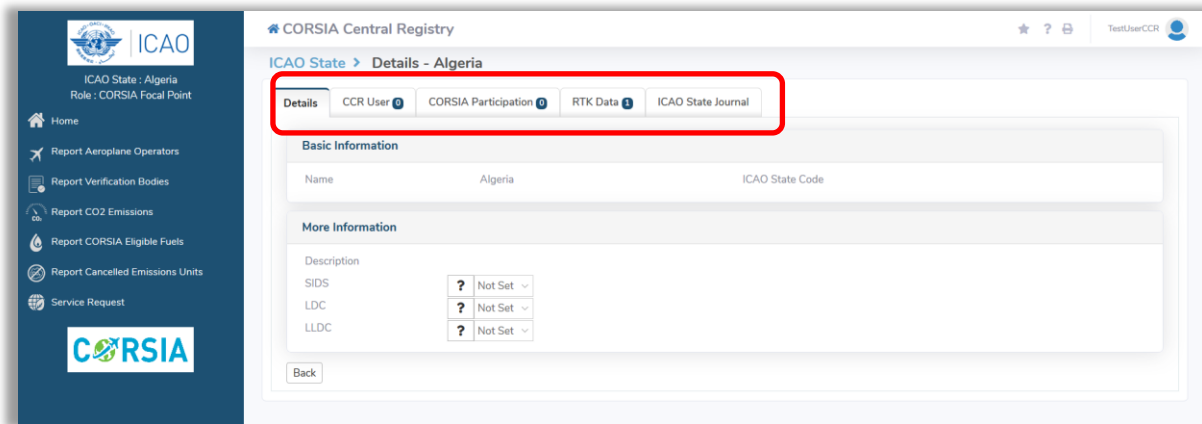 ICAO
ICAO State : Algeria
Role : CORSIA Focal Point
Home
Report Aeroplane Operators
Report Verification Bodies
Report CO2 Emissions
Report CORSIA Eligible Fuels
Report Cancelled Emissions Units
Service Request
CORSIA
CORSIA Central Registry
? TestUserCCR
ICAO State > Details - Algeria
Details CCR User 0 CORSIA Participation 0 RTK Data 1 ICAO State Journal
Basic Information
Name Algeria ICAO State Code
More Information
Description
SIDS ? Not Set
LDC ? Not Set
LLDC ? Not Set
Back